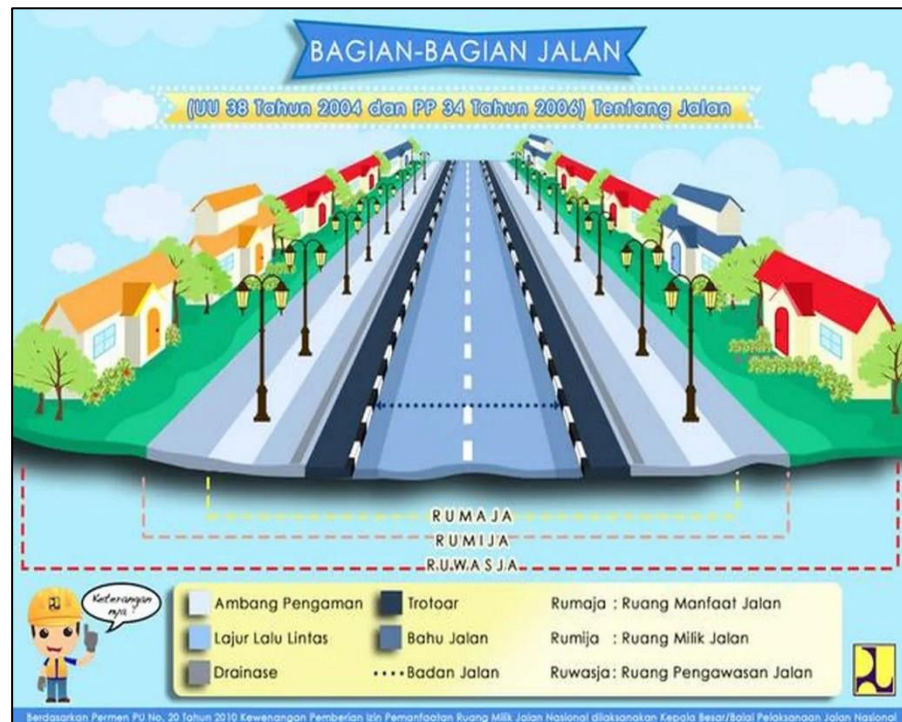 BAGIAN-BAGIAN JALAN
(UU 38 Tahun 2004 dan PP 34 Tahun 2006) Tentang Jalan
RUMAJA
RUMIJA
RUWASJA
Keterangan
nya ?
Ambang Pengaman
Trotoar
Rumaja : Ruang Manfaat Jalan
Lajur Lalu Lintas
Bahu Jalan
Rumija : Ruang Milik Jalan
Drainase
Badan Jalan
Ruwasja : Ruang Pengawasan Jalan
Berdasarkan Permen PU No. 20 Tahun 2010 Kewenangan Pemberian Izin Pemanfaatan Ruang Milik Jalan Nasional dilaksanakan Kepala Besar/Balai Pelaksanaan Jalan Nasional